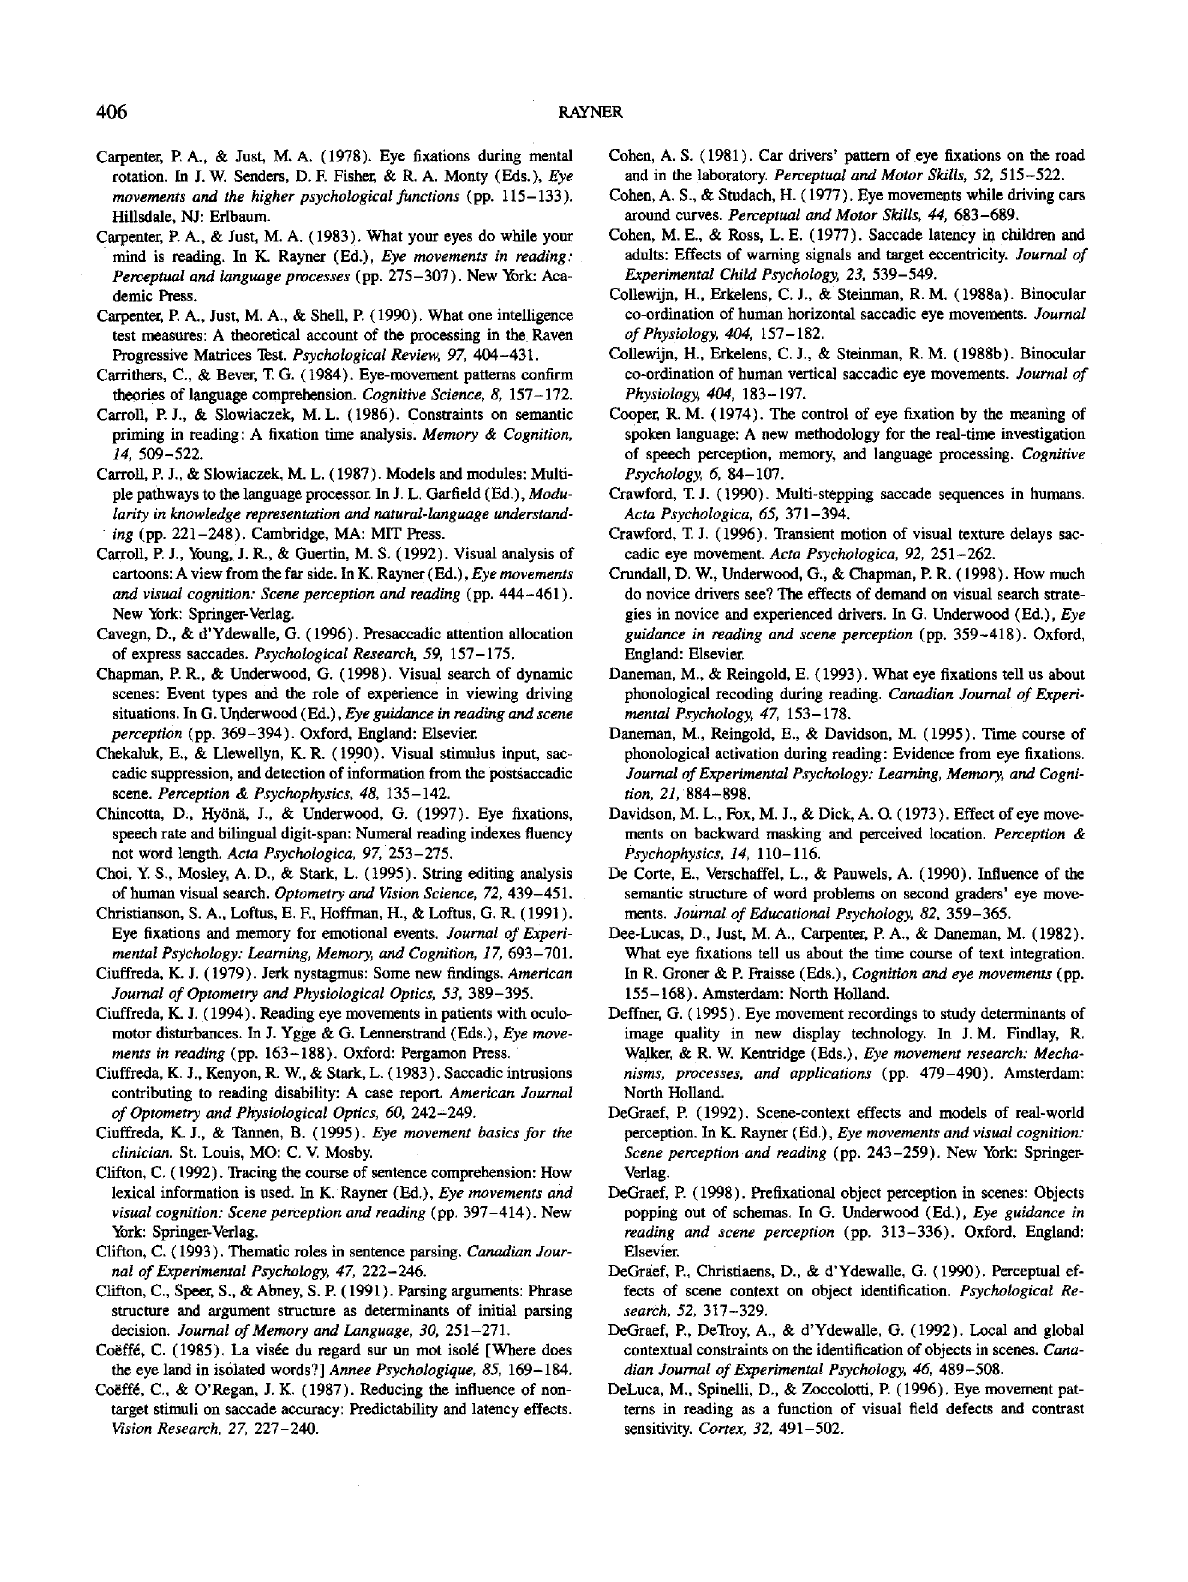 406
RAYNER
Carpenter, P. A., & Just, M. A. (1978). Eye fixations during mental
rotation. In J. W. Senders, D. F. Fisher, & R. A. Monty (Eds.), Eye
movements and the higher psychological functions (pp. 115–133).
Hillsdale, NJ: Erlbaum.
Carpenter, P. A., & Just, M. A. (1983). What your eyes do while your
mind is reading. In K. Rayner (Ed.), Eye movements in reading:
Perceptual and language processes (pp. 275–307). New York: Aca-
demic Press.
Carpenter, P. A., Just, M. A., & Shell, P. (1990). What one intelligence
test measures: A theoretical account of the processing in the Raven
Progressive Matrices Test. Psychological Review, 97, 404–431.
Carrithers, C., & Bever, T. G. (1984). Eye-movement patterns confirm
theories of language comprehension. Cognitive Science, 8, 157–172.
Carroll, P. J., & Slowiaczek, M. L. (1986). Constraints on semantic
priming in reading: A fixation time analysis. Memory & Cognition,
14, 509–522.
Carroll, P. J., & Slowiaczek, M. L. (1987). Models and modules: Multi-
ple pathways to the language processor. In J. L. Garfield (Ed.), Modu-
larity in knowledge representation and natural-language understand-
ing (pp. 221–248). Cambridge, MA: MIT Press.
Carroll, P. J., Young, J. R., & Guertin, M. S. (1992). Visual analysis of
cartoons: A view from the far side. In K. Rayner (Ed.), Eye movements
and visual cognition: Scene perception and reading (pp. 444–461).
New York: Springer-Verlag.
Cavegn, D., & d'Ydewalle, G. (1996). Presaccadic attention allocation
of express saccades. Psychological Research, 59, 157–175.
Chapman, P. R., & Underwood, G. (1998). Visual search of dynamic
scenes: Event types and the role of experience in viewing driving
situations. In G. Underwood (Ed.), Eye guidance in reading and scene
perception (pp. 369–394). Oxford, England: Elsevier.
Chekaluk, E., & Llewellyn, K. R. (1990). Visual stimulus input, sac-
cadic suppression, and detection of information from the postsaccadic
scene. Perception & Psychophysics, 48, 135–142.
Chincotta, D., Hyönä, J., & Underwood, G. (1997). Eye fixations,
speech rate and bilingual digit-span: Numeral reading indexes fluency
not word length. Acta Psychologica, 97, 253–275.
Choi, Y. S., Mosley, A. D., & Stark, L. (1995). String editing analysis
of human visual search. Optometry and Vision Science, 72, 439–451.
Christianson, S. A., Loftus, E. F., Hoffman, H., & Loftus, G. R. (1991).
Eye fixations and memory for emotional events. Journal of Experi-
mental Psychology: Learning, Memory, and Cognition, 17, 693–701.
Ciuffreda, K. J. (1979). Jerk nystagmus: Some new findings. American
Journal of Optometry and Physiological Optics, 53, 389–395.
Ciuffreda, K. J. (1994). Reading eye movements in patients with oculo-
motor disturbances. In J. Ygge & G. Lennerstrand (Eds.), Eye move-
ments in reading (pp. 163–188). Oxford: Pergamon Press.
Ciuffreda, K. J., Kenyon, R. W., & Stark, L. (1983). Saccadic intrusions
contributing to reading disability: A case report. American Journal
of Optometry and Physiological Optics, 60, 242–249.
Ciuffreda, K. J., & Tannen, B. (1995). Eye movement basics for the
clinician. St. Louis, MO: C. V. Mosby.
Clifton, C. (1992). Tracing the course of sentence comprehension: How
lexical information is used. In K. Rayner (Ed.), Eye movements and
visual cognition: Scene perception and reading (pp. 397–414). New
York: Springer-Verlag.
Clifton, C. (1993). Thematic roles in sentence parsing. Canadian Jour-
nal of Experimental Psychology, 47, 222–246.
Clifton, C., Speer, S., & Abney, S. P. (1991). Parsing arguments: Phrase
structure and argument structure as determinants of initial parsing
decision. Journal of Memory and Language, 30, 251–271.
Coëffé, C. (1985). La visée du regard sur un mot isolé [Where does
the eye land in isolated words?] Annee Psychologique, 85, 169–184.
Coëffé, C., & O'Regan, J. K. (1987). Reducing the influence of non-
target stimuli on saccade accuracy: Predictability and latency effects.
Vision Research, 27, 227–240.
Cohen, A. S. (1981). Car drivers' pattern of eye fixations on the road
and in the laboratory. Perceptual and Motor Skills, 52, 515–522.
Cohen, A. S., & Studach, H. (1977). Eye movements while driving cars
around curves. Perceptual and Motor Skills, 44, 683–689.
Cohen, M. E., & Ross, L. E. (1977). Saccade latency in children and
adults: Effects of warning signals and target eccentricity. Journal of
Experimental Child Psychology, 23, 539–549.
Collewijn, H., Erkelens, C. J., & Steinman, R. M. (1988a). Binocular
co-ordination of human horizontal saccadic eye movements. Journal
of Physiology, 404, 157–182.
Collewijn, H., Erkelens, C. J., & Steinman, R. M. (1988b). Binocular
co-ordination of human vertical saccadic eye movements. Journal of
Physiology, 404, 183–197.
Cooper, R. M. (1974). The control of eye fixation by the meaning of
spoken language: A new methodology for the real-time investigation
of speech perception, memory, and language processing. Cognitive
Psychology, 6, 84–107.
Crawford, T. J. (1990). Multi-stepping saccade sequences in humans.
Acta Psychologica, 65, 371–394.
Crawford, T. J. (1996). Transient motion of visual texture delays sac-
cadic eye movement. Acta Psychologica, 92, 251–262.
Crundall, D. W., Underwood, G., & Chapman, P. R. (1998). How much
do novice drivers see? The effects of demand on visual search strate-
gies in novice and experienced drivers. In G. Underwood (Ed.), Eye
guidance in reading and scene perception (pp. 359–418). Oxford,
England: Elsevier.
Daneman, M., & Reingold, E. (1993). What eye fixations tell us about
phonological recoding during reading. Canadian Journal of Experi-
mental Psychology, 47, 153–178.
Daneman, M., Reingold, E., & Davidson, M. (1995). Time course of
phonological activation during reading: Evidence from eye fixations.
Journal of Experimental Psychology: Learning, Memory, and Cogni-
tion, 21, 884–898.
Davidson, M. L., Fox, M. J., & Dick, A. O. (1973). Effect of eye move-
ments on backward masking and perceived location. Perception &
Psychophysics, 14, 110–116.
De Corte, E., Verschaffel, L., & Pauwels, A. (1990). Influence of the
semantic structure of word problems on second graders' eye move-
ments. Journal of Educational Psychology, 82, 359–365.
Dee-Lucas, D., Just, M. A., Carpenter, P. A., & Daneman, M. (1982).
What eye fixations tell us about the time course of text integration.
In R. Groner & P. Fraisse (Eds.), Cognition and eye movements (pp.
155–168). Amsterdam: North Holland.
Deffner, G. (1995). Eye movement recordings to study determinants of
image quality in new display technology. In J. M. Findlay, R.
Walker, & R. W. Kentridge (Eds.), Eye movement research: Mecha-
nisms, processes, and applications (pp. 479–490). Amsterdam:
North Holland.
DeGraef, P. (1992). Scene-context effects and models of real-world
perception. In K. Rayner (Ed.), Eye movements and visual cognition:
Scene perception and reading (pp. 243–259). New York: Springer-
Verlag.
DeGraef, P. (1998). Prefixational object perception in scenes: Objects
popping out of schemas. In G. Underwood (Ed.), Eye guidance in
reading and scene perception (pp. 313–336). Oxford, England:
Elsevier.
DeGraef, P., Christiaens, D., & d'Ydewalle, G. (1990). Perceptual ef-
fects of scene context on object identification. Psychological Re-
search, 52, 317–329.
DeGraef, P., DeTroy, A., & d'Ydewalle, G. (1992). Local and global
contextual constraints on the identification of objects in scenes. Cana-
dian Journal of Experimental Psychology, 46, 489–508.
DeLuca, M., Spinelli, D., & Zoccolotti, P. (1996). Eye movement pat-
terns in reading as a function of visual field defects and contrast
sensitivity. Cortex, 32, 491–502.